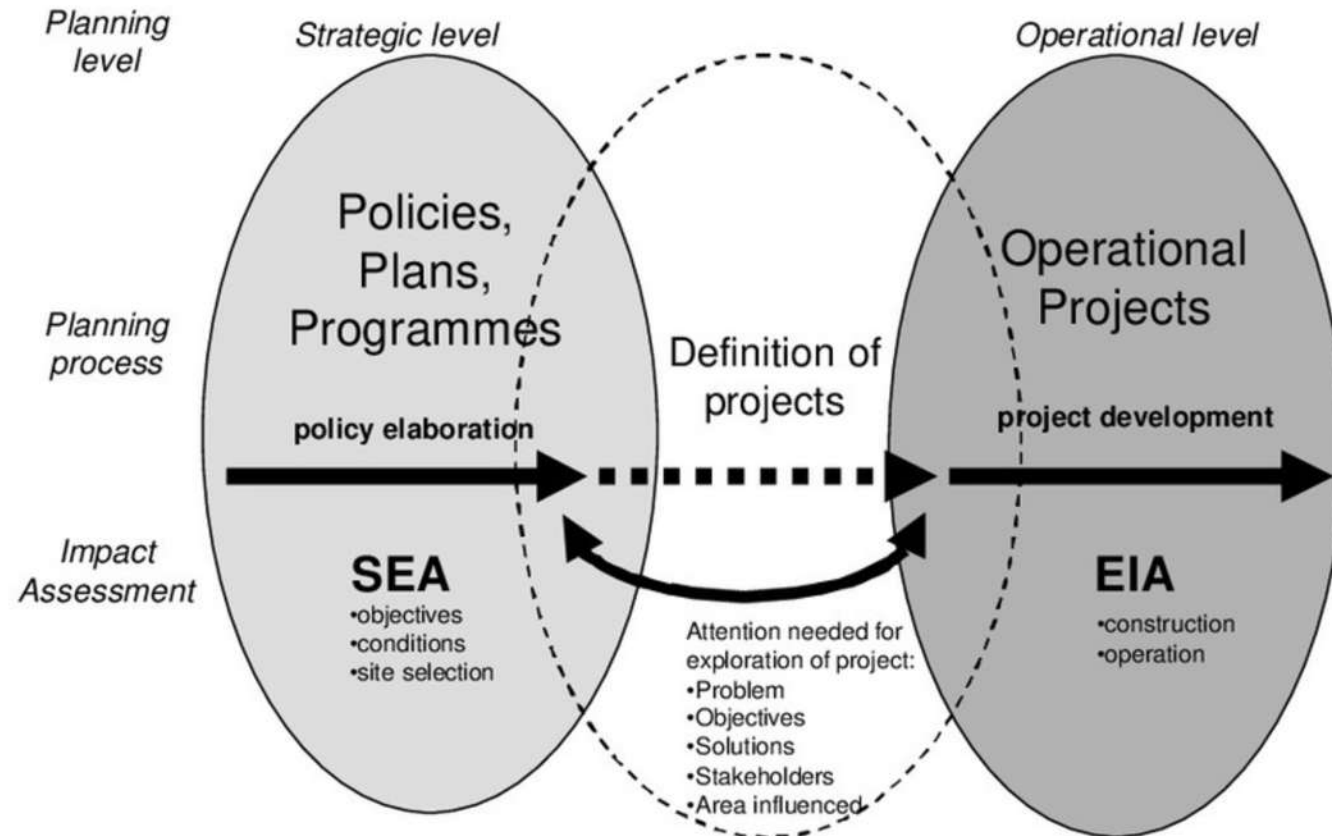 Planning
level
Strategic level
Operational level
Policies,
Plans,
Programmes
Operational
Projects
Planning
process
Definition of
projects
policy elaboration
project development
Impact
Assessment
SEA
•objectives
•conditions
•site selection
EIA
•construction
•operation
Attention needed for
exploration of project:
•Problem
•Objectives
•Solutions
•Stakeholders
•Area influenced